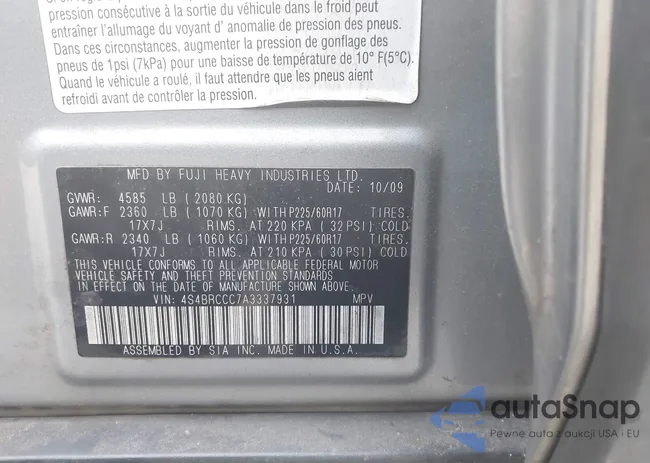 pression consécutive à la sortie du véhicule dans le froid peut
entraîner l'allumage du voyant d' anomalie de pression des pneus.
Dans ces circonstances, augmenter la pression de gonflage des
pneus de 1psi (7kPa) pour une baisse de température de 10° F(5°C).
Quand le véhicule a roulé, il faut attendre que les pneus aient
refroidi avant de contrôler la pression.
MFD BY FUJI HEAVY INDUSTRIES LTD.
DATE: 10/09
GVWR: 4585 LB (2080 KG)
GAWR:F 2360 LB (1070 KG) WITH P225/60R17 TIRES.
17X7J RIMS. AT 220 KPA (32 PSI) COLD
GAWR:R 2340 LB (1060 KG) WITH P225/60R17 TIRES.
17X7J RIMS. AT 210 KPA (30 PSI) COLD
THIS VEHICLE CONFORMS TO ALL APPLICABLE FEDERAL MOTOR
VEHICLE SAFETY AND THEFT PREVENTION STANDARDS
IN EFFECT ON THE DATE OF MANUFACTURE SHOWN ABOVE.
VIN: 4S4BRCCC7A3337931 MPV
ASSEMBLED BY SIA INC. MADE IN U.S.A.
autaSnap
Pewne auto z aukcji USA · EU